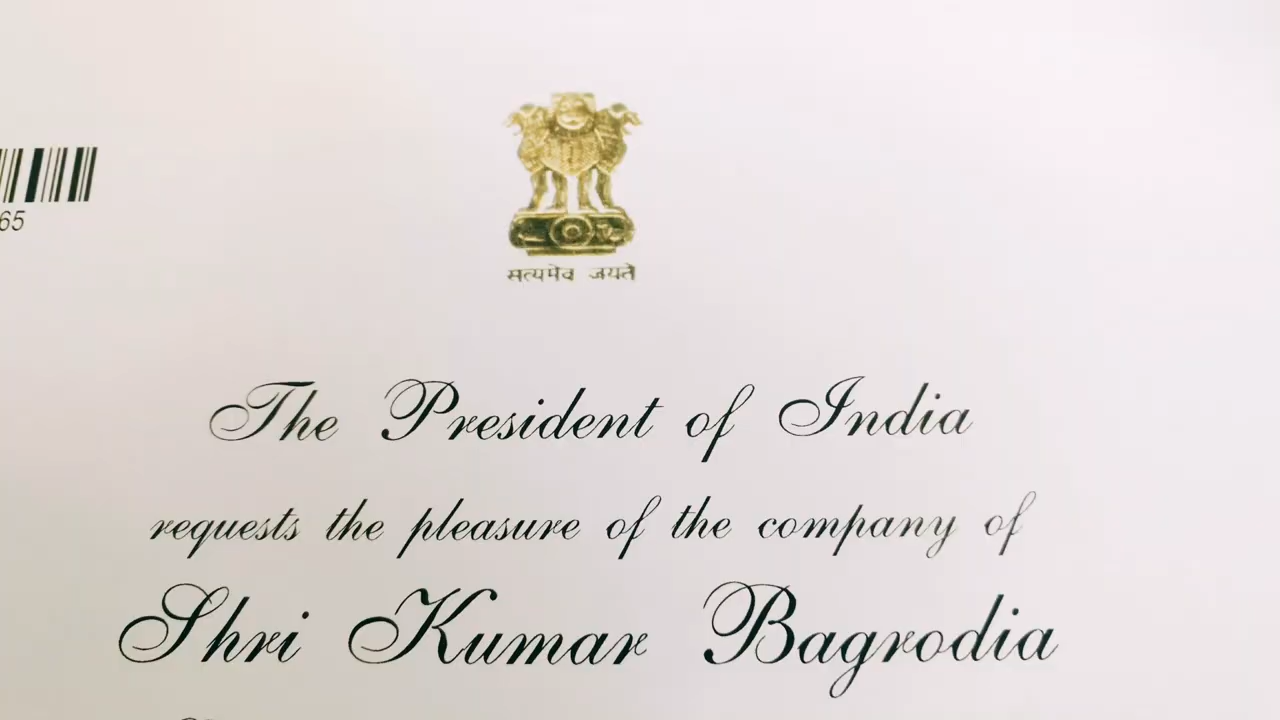 65
सत्यमेव जयते
The President of India
requests the pleasure of the company of
Shri Kumar Bagrodia